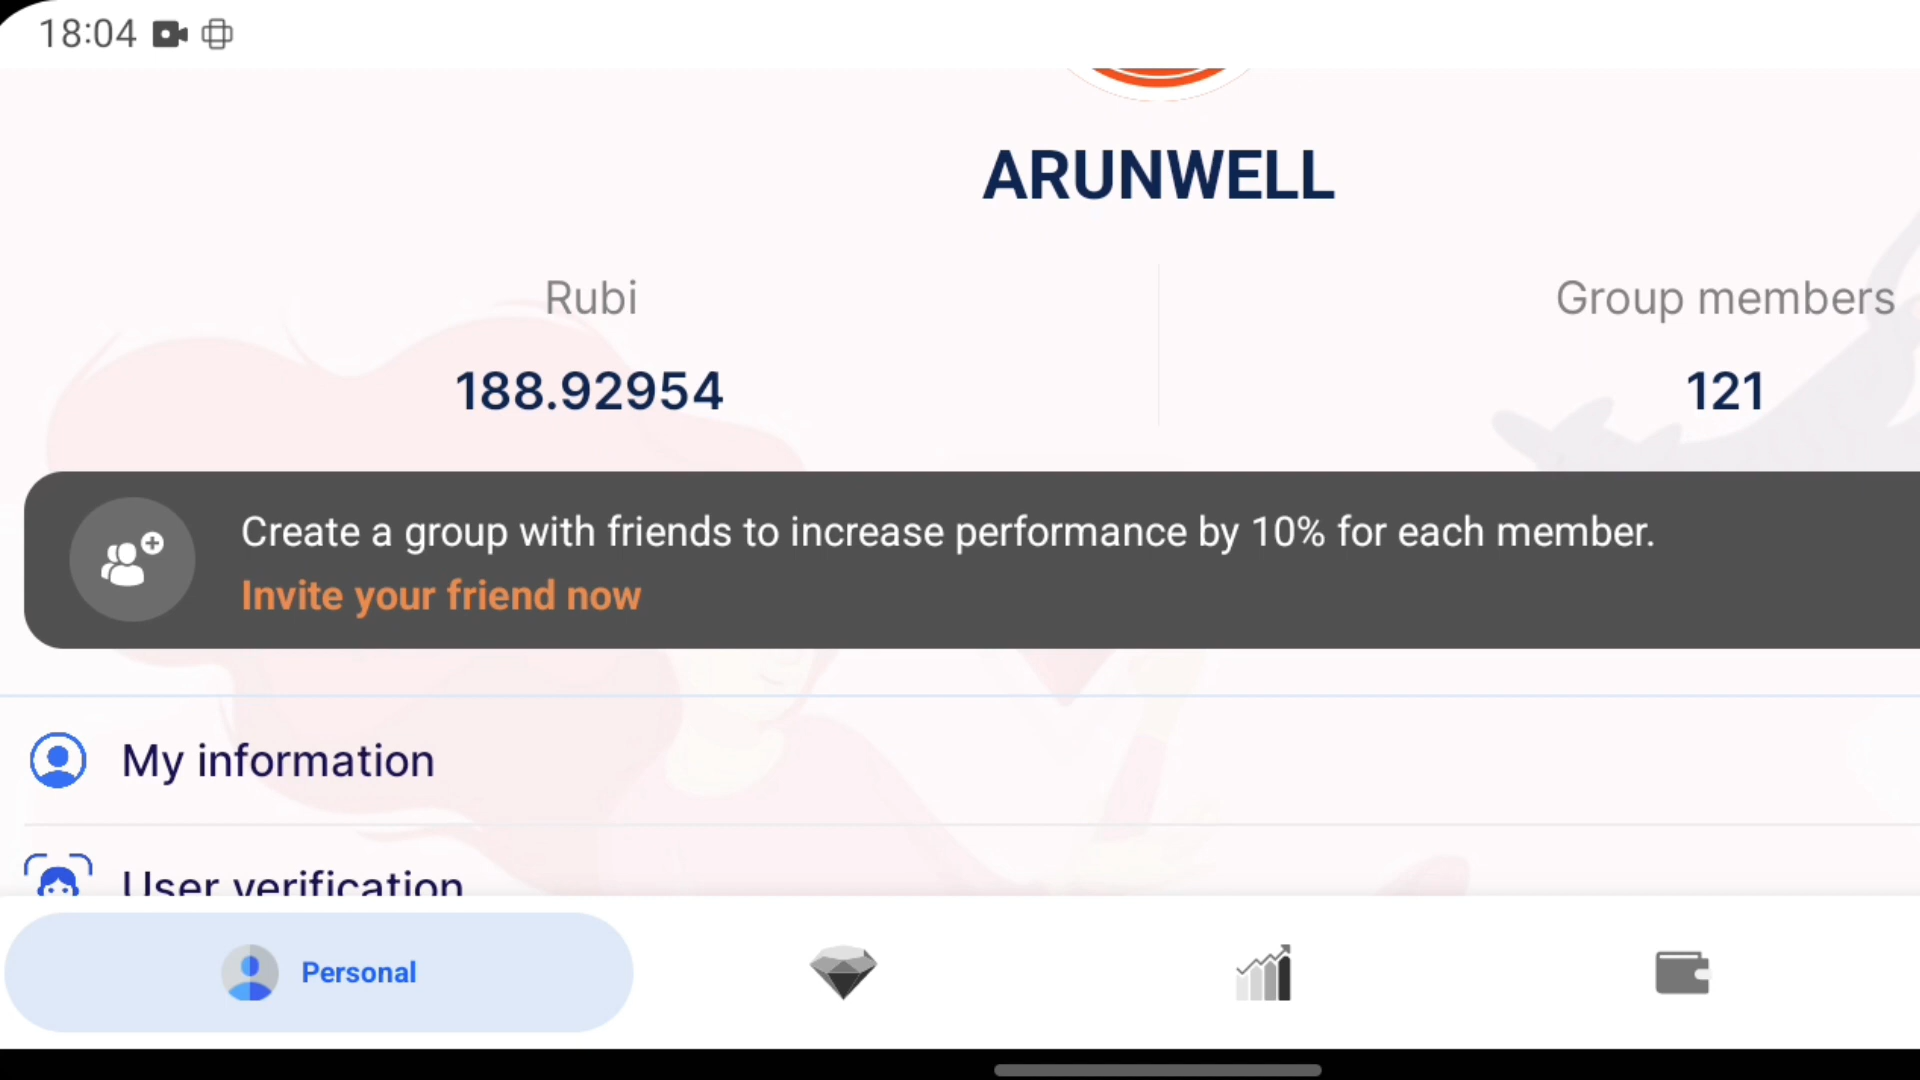 18:04
ARUNWELL
Rubi
Group members
188.92954
121
Create a group with friends to increase performance by 10% for each member.
Invite your friend now
My information
User verification
Personal